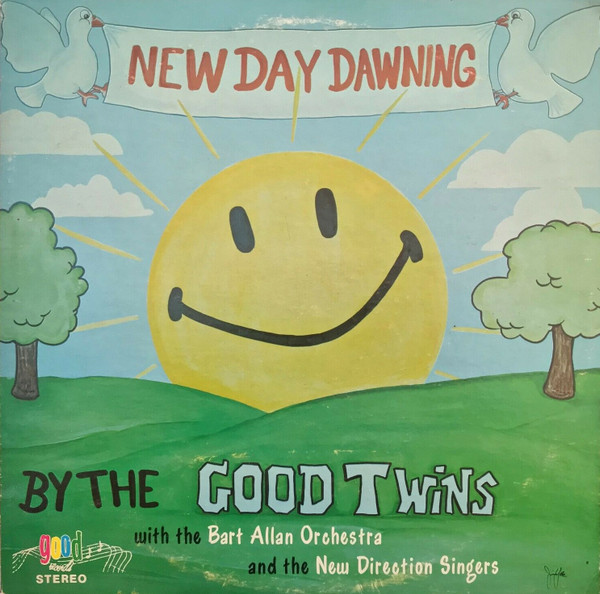 NEW DAY DAWNING
BY THE GOOD TWiNS
with the Bart Allan Orchestra
and the New Direction Singers
good
records
STEREO